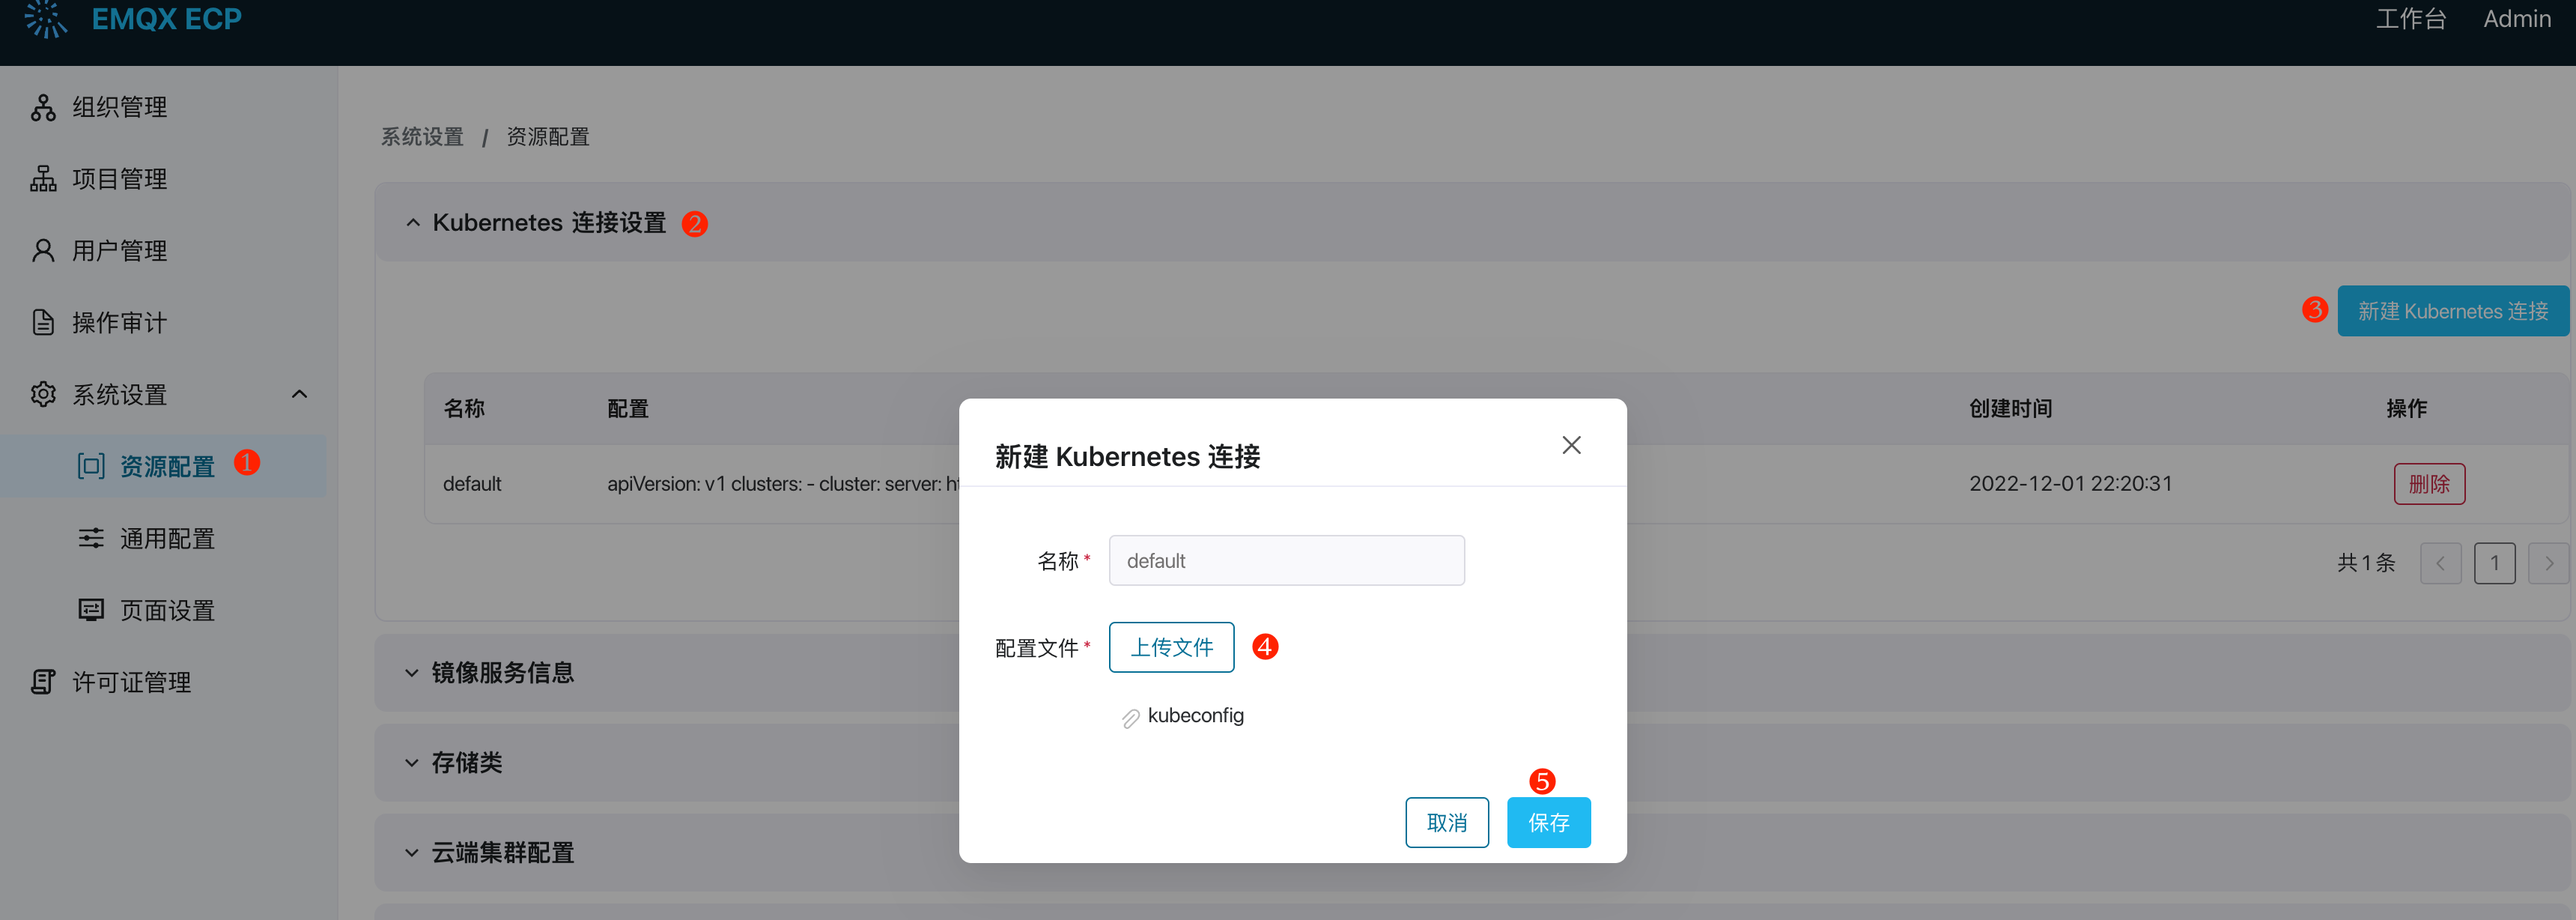 EMQX ECP
工作台 Admin
组织管理
项目管理
用户管理
操作审计
系统设置
资源配置 1
通用配置
页面设置
许可证管理
系统设置 / 资源配置
Kubernetes 连接设置 2
3 新建 Kubernetes 连接
名称 配置 创建时间 操作
default apiVersion: v1 clusters: - cluster: server: 2022-12-01 22:20:31 删除
共 1 条 1
镜像服务信息
存储类
云端集群配置
新建 Kubernetes 连接
名称 * default
配置文件 * 上传文件 4
kubeconfig
5
取消 保存